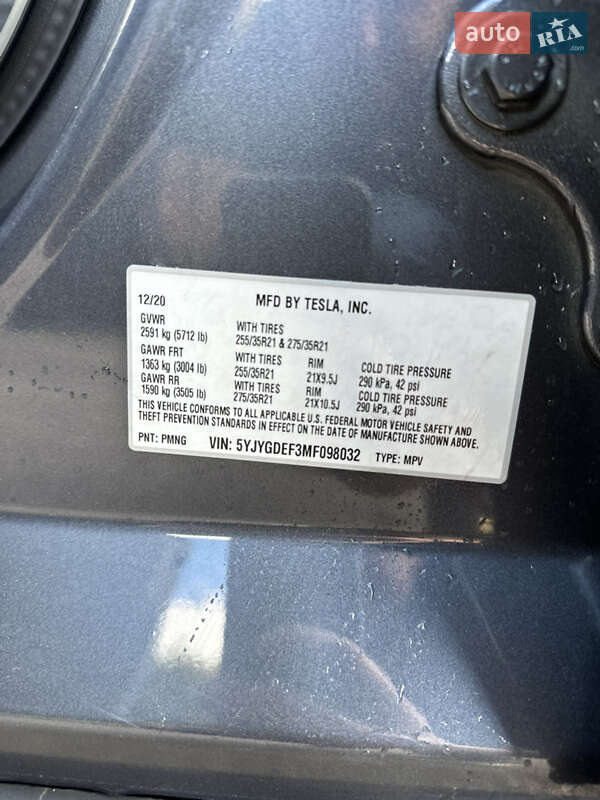 auto RIA .com
12/20 MFD BY TESLA, INC.
GVWR WITH TIRES
2591 kg (5712 lb) 255/35R21 & 275/35R21
GAWR FRT WITH TIRES RIM COLD TIRE PRESSURE
1363 kg (3004 lb) 255/35R21 21X9.5J 290 kPa, 42 psi
GAWR RR WITH TIRES RIM COLD TIRE PRESSURE
1590 kg (3505 lb) 275/35R21 21X10.5J 290 kPa, 42 psi
THIS VEHICLE CONFORMS TO ALL APPLICABLE U.S. FEDERAL MOTOR VEHICLE SAFETY AND
THEFT PREVENTION STANDARDS IN EFFECT ON THE DATE OF MANUFACTURE SHOWN ABOVE.
PNT: PMNG VIN: 5YJYGDEF3MF098032 TYPE: MPV